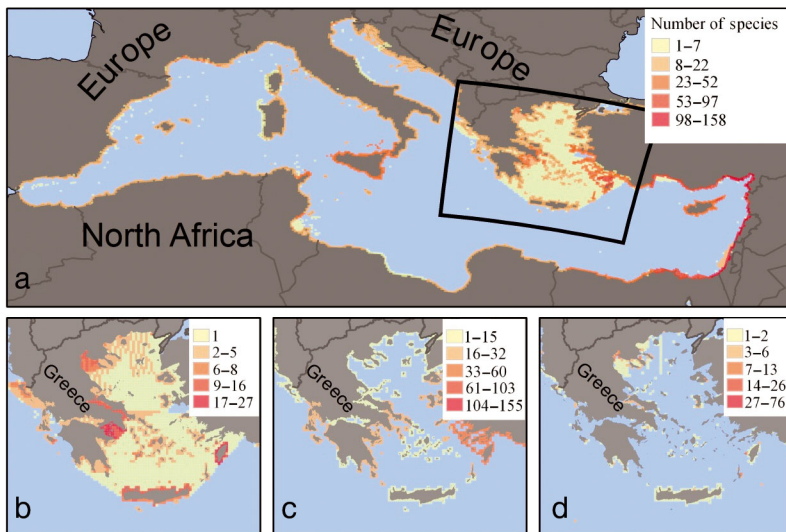 Europe
Europe
Number of species
1–7
8–22
23–52
53–97
98–158
North Africa
a
1
2–5
6–8
9–16
17–27
Greece
b
1–15
16–32
33–60
61–103
104–155
Greece
c
1–2
3–6
7–13
14–26
27–76
Greece
d